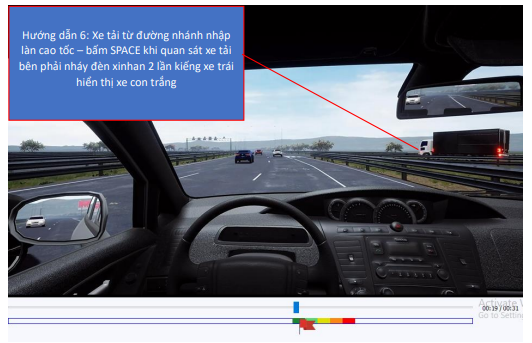 Hướng dẫn 6: Xe tải từ đường nhánh nhập
làn cao tốc – bấm SPACE khi quan sát xe tải
bên phải nháy đèn xinhan 2 lần kiếng xe trái
hiển thị xe con trắng
Activate
00:19 / 00:31
Go to Setting